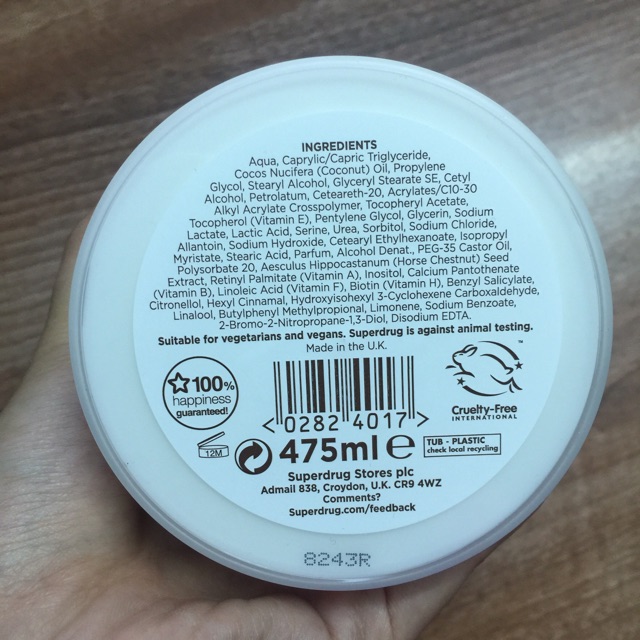 INGREDIENTS
Aqua, Caprylic/Capric Triglyceride,
Cocos Nucifera (Coconut) Oil, Propylene
Glycol, Stearyl Alcohol, Glyceryl Stearate SE, Cetyl
Alcohol, Petrolatum, Ceteareth-20, Acrylates/C10-30
Alkyl Acrylate Crosspolymer, Tocopheryl Acetate,
Tocopherol (Vitamin E), Pentylene Glycol, Glycerin, Sodium
Lactate, Lactic Acid, Serine, Urea, Sorbitol, Sodium Chloride,
Allantoin, Sodium Hydroxide, Cetearyl Ethylhexanoate, Isopropyl
Myristate, Stearic Acid, Parfum, Alcohol Denat., PEG-35 Castor Oil,
Polysorbate 20, Aesculus Hippocastanum (Horse Chestnut) Seed
Extract, Retinyl Palmitate (Vitamin A), Inositol, Calcium Pantothenate
(Vitamin B), Linoleic Acid (Vitamin F), Biotin (Vitamin H), Benzyl Salicylate,
Citronellol, Hexyl Cinnamal, Hydroxyisohexyl 3-Cyclohexene Carboxaldehyde,
Linalool, Butylphenyl Methylpropional, Limonene, Sodium Benzoate,
2-Bromo-2-Nitropropane-1,3-Diol, Disodium EDTA.
Suitable for vegetarians and vegans. Superdrug is against animal testing.
Made in the U.K.
100%
happiness
guaranteed!
< 0282 4017 >
Cruelty-Free
INTERNATIONAL
TM
12M
475ml e
TUB - PLASTIC
check local recycling
Superdrug Stores plc
Admail 838, Croydon, U.K. CR9 4WZ
Comments?
Superdrug.com/feedback
8243R